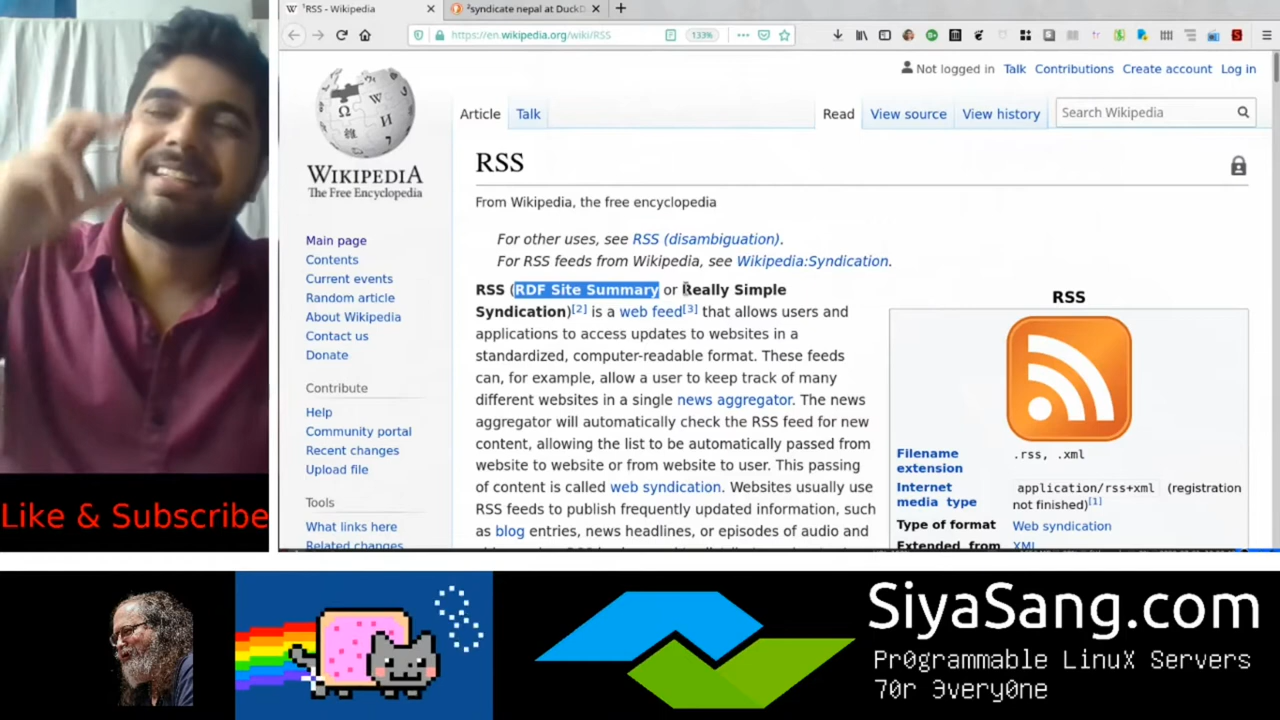 ¹RSS - Wikipedia
²syndicate nepal at DuckD
https://en.wikipedia.org/wiki/RSS
133%
Not logged in Talk Contributions Create account Log in
Article Talk Read View source View history Search Wikipedia
WIKIPEDIA
The Free Encyclopedia
Main page
Contents
Current events
Random article
About Wikipedia
Contact us
Donate
Contribute
Help
Community portal
Recent changes
Upload file
Tools
What links here
Related changes
RSS
From Wikipedia, the free encyclopedia
For other uses, see RSS (disambiguation).
For RSS feeds from Wikipedia, see Wikipedia:Syndication.
RSS (RDF Site Summary or Really Simple
Syndication)[2] is a web feed[3] that allows users and
applications to access updates to websites in a
standardized, computer-readable format. These feeds
can, for example, allow a user to keep track of many
different websites in a single news aggregator. The news
aggregator will automatically check the RSS feed for new
content, allowing the list to be automatically passed from
website to website or from website to user. This passing
of content is called web syndication. Websites usually use
RSS feeds to publish frequently updated information, such
as blog entries, news headlines, or episodes of audio and
RSS
Filename extension .rss, .xml
Internet media type application/rss+xml (registration
not finished)[1]
Type of format Web syndication
Extended from XML
Like & Subscribe
SiyaSang.com
Pr0grammable LinuX Servers
70r 3very0ne